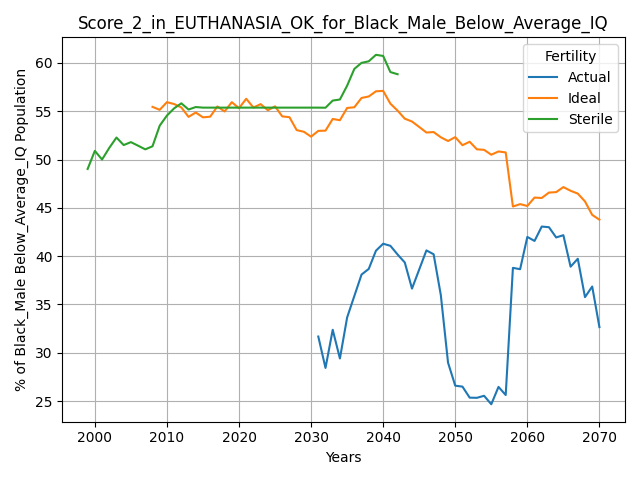 Score_2_in_EUTHANASIA_OK_for_Black_Male_Below_Average_IQ
% of Black_Male Below_Average_IQ Population
60
55
50
45
40
35
30
25
Fertility
Actual
Ideal
Sterile
2000 2010 2020 2030 2040 2050 2060 2070
Years